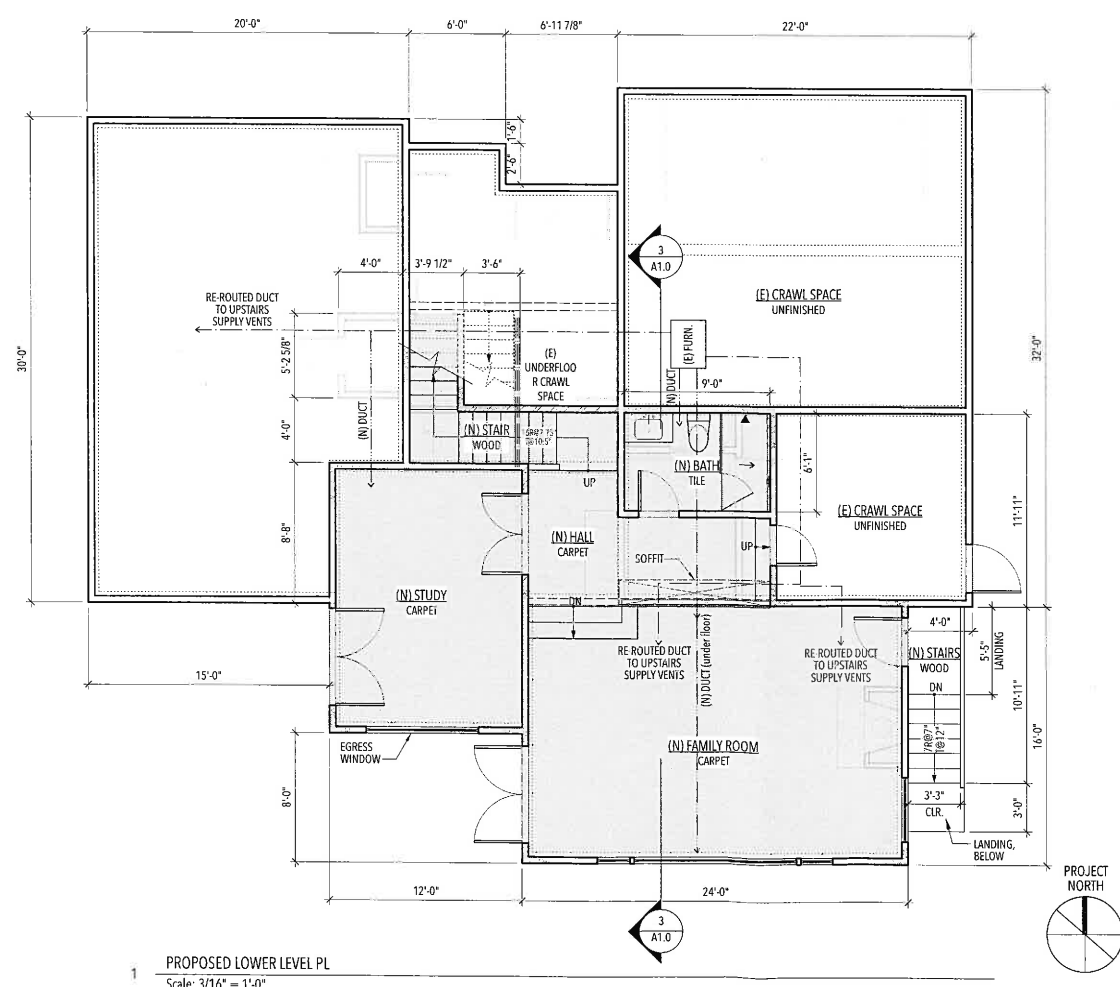 20'-0"
6'-0"
6'-11 7/8"
22'-0"
1'-6"
2'-6"
3
A1.0
4'-0"
3'-9 1/2"
3'-6"
RE-ROUTED DUCT
TO UPSTAIRS
SUPPLY VENTS
(E) CRAWL SPACE
UNFINISHED
30'-0"
32'-0"
5'-2 5/8"
(E)
UNDERFLOO
R CRAWL
SPACE
(E) FURN.
(N) DUCT
9'-0"
4'-0"
(N) DUCT
(N) STAIR
WOOD
UP
(N) BATH
TILE
6'-1"
(E) CRAWL SPACE
UNFINISHED
11'-11"
8'-8"
(N) HALL
CARPET
UP
SOFFIT
(N) STUDY
CARPET
DN
RE-ROUTED DUCT
TO UPSTAIRS
SUPPLY VENTS
(N) DUCT (under floor)
RE-ROUTED DUCT
TO UPSTAIRS
SUPPLY VENTS
4'-0"
(N) STAIRS
WOOD
DN
5'-5"
LANDING
10'-11"
15'-0"
7R@7"
T@12"
16'-0"
EGRESS
WINDOW
(N) FAMILY ROOM
CARPET
8'-0"
3'-3"
CLR.
3'-0"
LANDING,
BELOW
12'-0"
24'-0"
PROJECT
NORTH
3
A1.0
1
PROPOSED LOWER LEVEL PL
Scale: 3/16" = 1'-0"